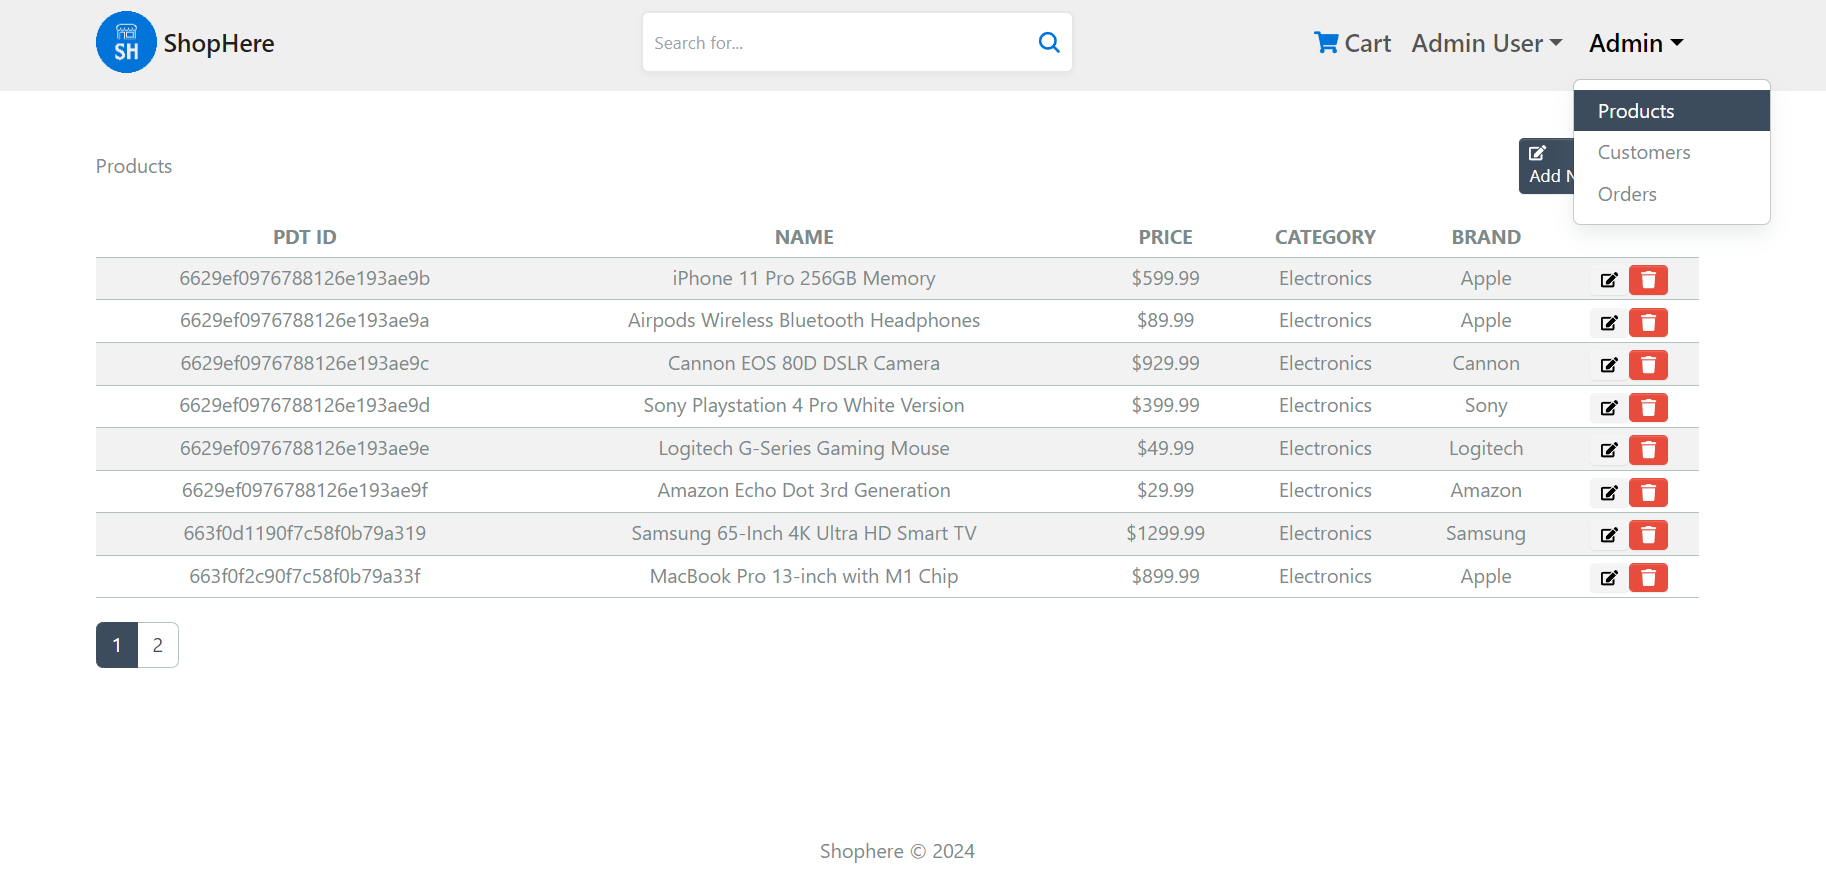 SH ShopHere Search for... Cart Admin User Admin
Products
Customers
Orders
Products
Add N
PDT ID NAME PRICE CATEGORY BRAND
6629ef0976788126e193ae9b iPhone 11 Pro 256GB Memory $599.99 Electronics Apple
6629ef0976788126e193ae9a Airpods Wireless Bluetooth Headphones $89.99 Electronics Apple
6629ef0976788126e193ae9c Cannon EOS 80D DSLR Camera $929.99 Electronics Cannon
6629ef0976788126e193ae9d Sony Playstation 4 Pro White Version $399.99 Electronics Sony
6629ef0976788126e193ae9e Logitech G-Series Gaming Mouse $49.99 Electronics Logitech
6629ef0976788126e193ae9f Amazon Echo Dot 3rd Generation $29.99 Electronics Amazon
663f0d1190f7c58f0b79a319 Samsung 65-Inch 4K Ultra HD Smart TV $1299.99 Electronics Samsung
663f0f2c90f7c58f0b79a33f MacBook Pro 13-inch with M1 Chip $899.99 Electronics Apple
1 2
Shophere © 2024